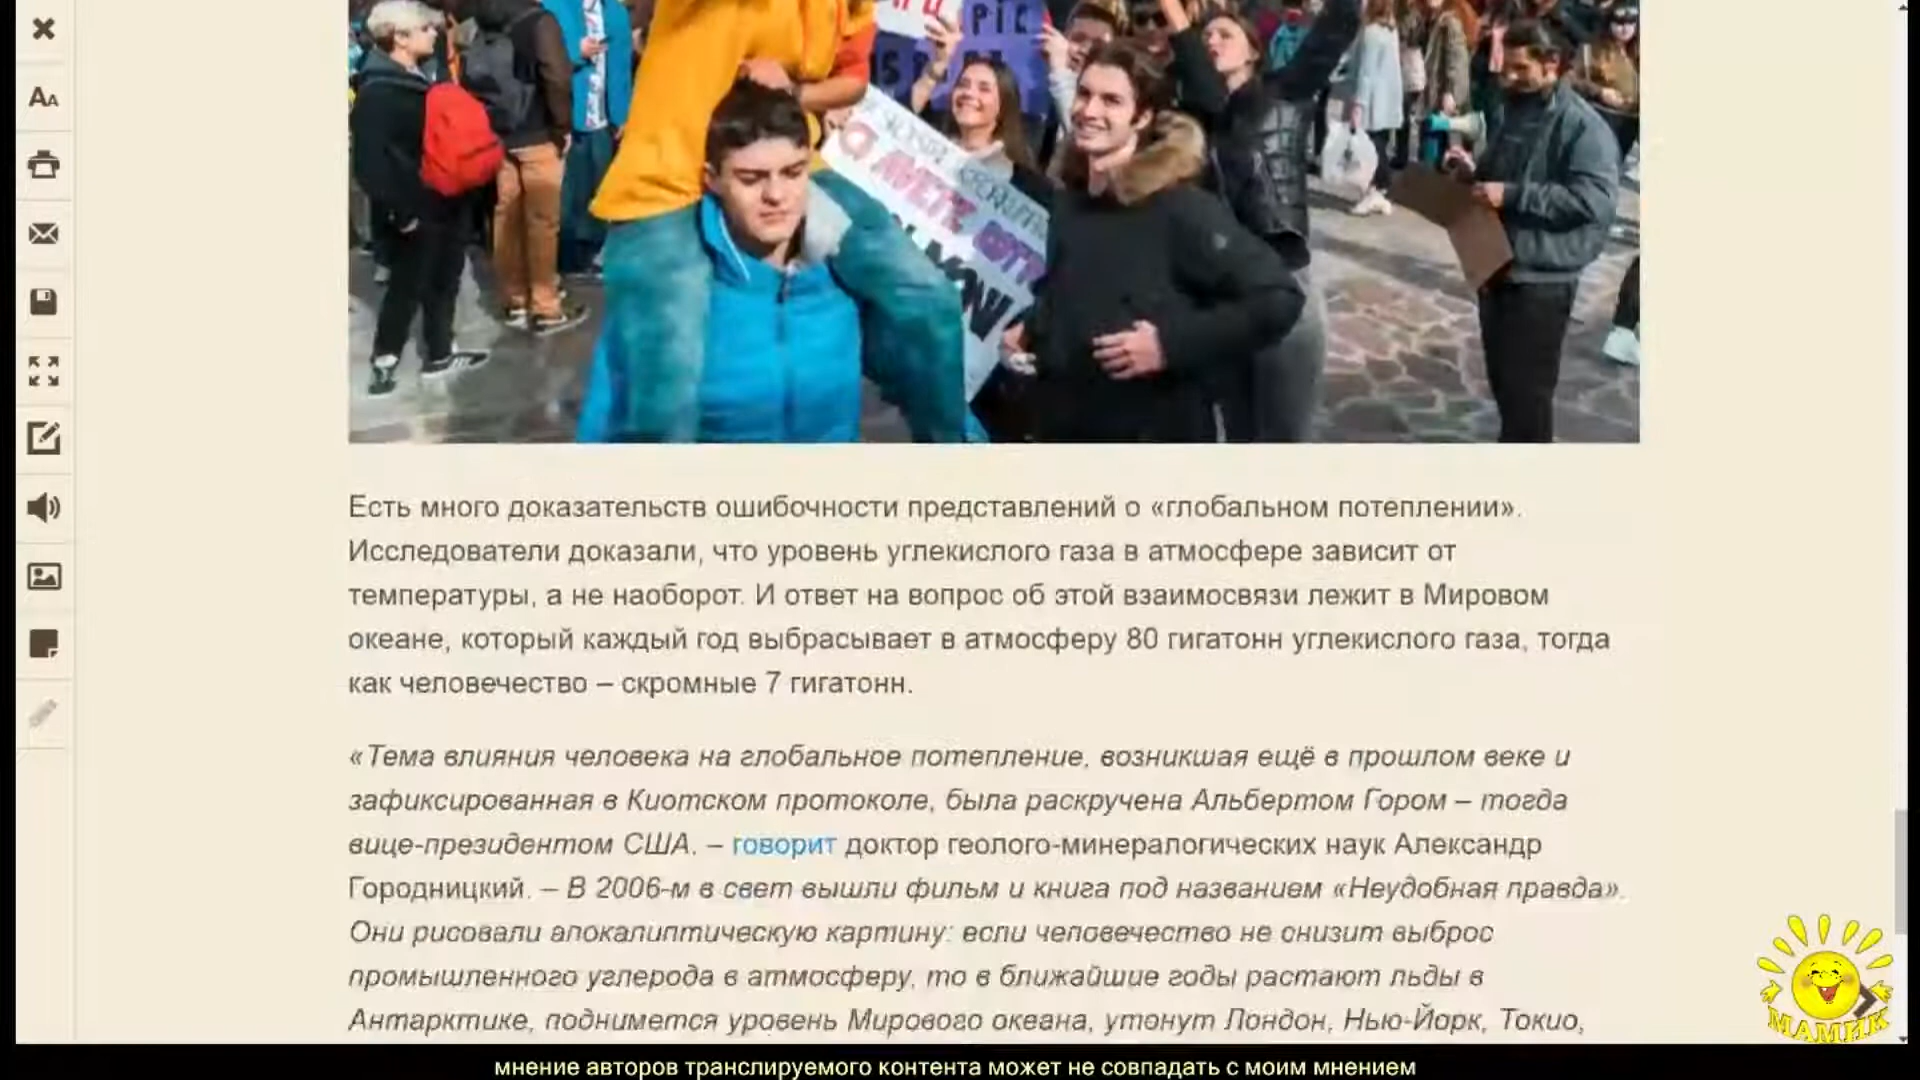 PIC
Есть много доказательств ошибочности представлений о «глобальном потеплении».
Исследователи доказали, что уровень углекислого газа в атмосфере зависит от
температуры, а не наоборот. И ответ на вопрос об этой взаимосвязи лежит в Мировом
океане, который каждый год выбрасывает в атмосферу 80 гигатонн углекислого газа, тогда
как человечество – скромные 7 гигатонн.
«Тема влияния человека на глобальное потепление, возникшая ещё в прошлом веке и
зафиксированная в Киотском протоколе, была раскручена Альбертом Гором – тогда
вице-президентом США. – говорит доктор геолого-минералогических наук Александр
Городницкий. – В 2006-м в свет вышли фильм и книга под названием «Неудобная правда».
Они рисовали апокалиптическую картину: если человечество не снизит выброс
промышленного углерода в атмосферу, то в ближайшие годы растают льды в
Антарктике, поднимется уровень Мирового океана, утонут Лондон, Нью-Йорк, Токио,
МАМИК
мнение авторов транслируемого контента может не совпадать с моим мнением